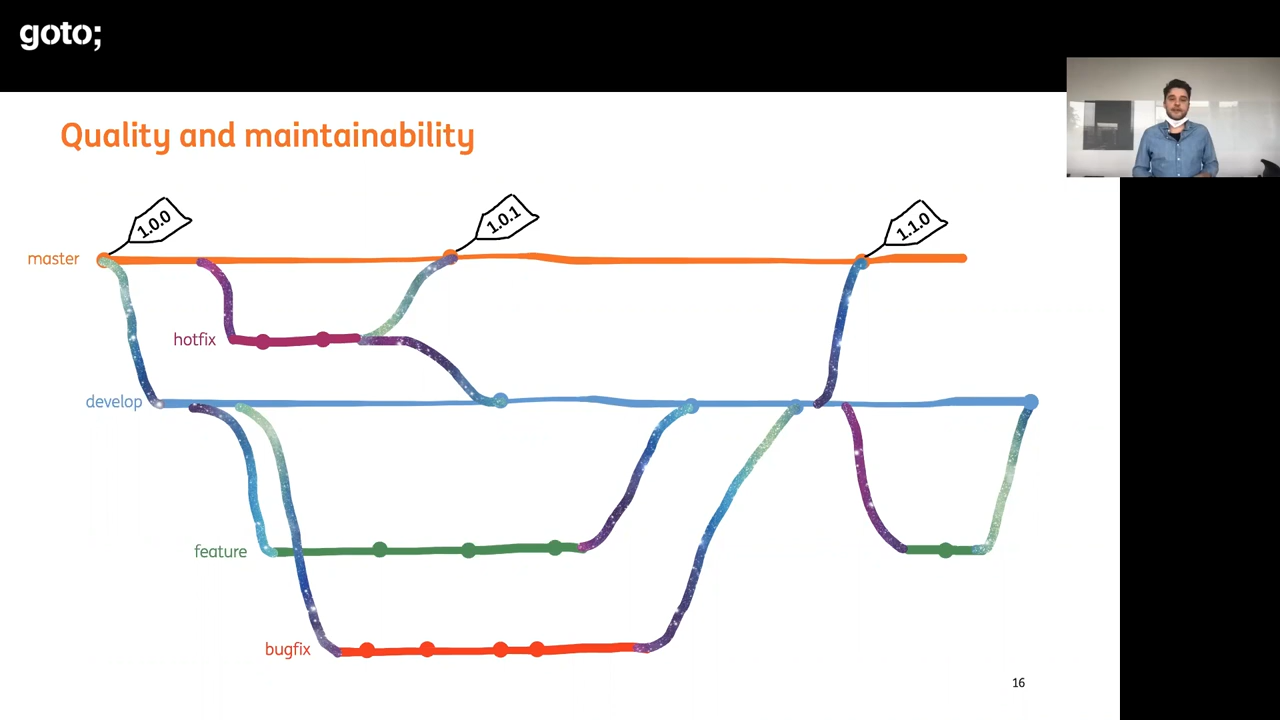 goto;
Quality and maintainability
1.0.0
1.0.1
1.1.0
master
hotfix
develop
feature
bugfix
16